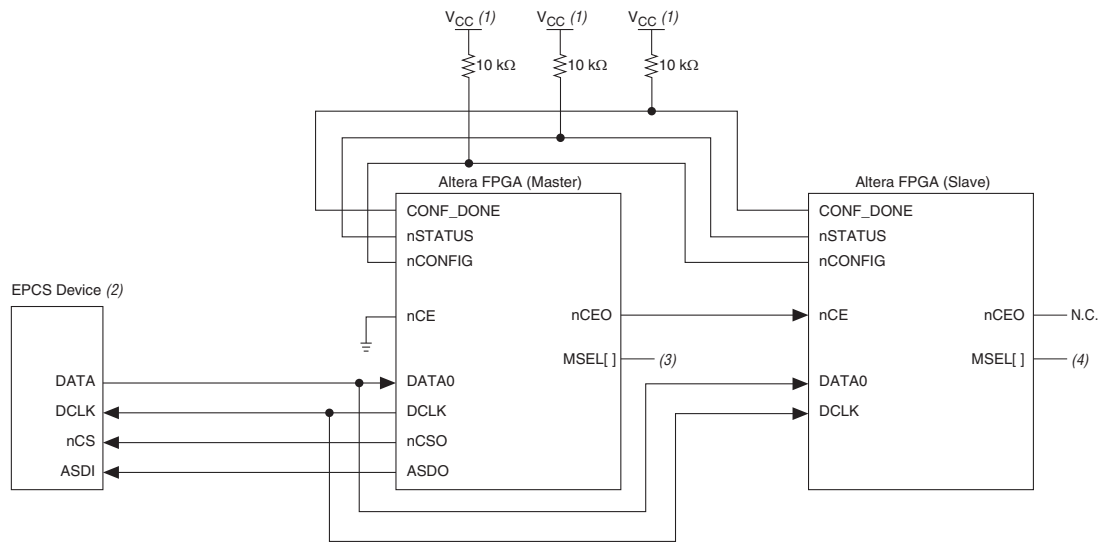 VCC (1) VCC (1) VCC (1)
10 kΩ 10 kΩ 10 kΩ
Altera FPGA (Master)
CONF_DONE
nSTATUS
nCONFIG
nCE
nCEO
MSEL[ ] (3)
DATA0
DCLK
nCSO
ASDO
Altera FPGA (Slave)
CONF_DONE
nSTATUS
nCONFIG
nCE
nCEO N.C.
MSEL[ ] (4)
DATA0
DCLK
EPCS Device (2)
DATA
DCLK
nCS
ASDI